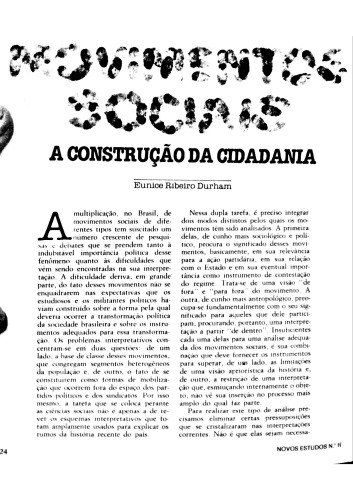 MOVIMENTOS
SOCIAIS
A CONSTRUÇÃO DA CIDADANIA
Eunice Ribeiro Durham
A multiplicação, no Brasil, de
movimentos sociais de dife-
rentes tipos tem suscitado um
número crescente de pesqui-
sas e debates que se prendem tanto à
indubitável importância política desse
fenômeno quanto às dificuldades que
vêm sendo encontradas na sua interpre-
tação. A dificuldade deriva, em grande
parte, do fato desses movimentos não se
enquadrarem nas expectativas que os
estudiosos e os militantes políticos ha-
viam construído sobre a forma pela qual
deveria ocorrer a transformação política
da sociedade brasileira e sobre os instru-
mentos adequados para essa transforma-
ção. Os problemas interpretativos con-
centram-se em duas questões: de um
lado, a base de classe desses movimentos,
que congregam segmentos heterogêneos
da população e, de outro, o fato de se
constituirem como formas de mobiliza-
ção que ocorrem fora do espaço dos par-
tidos políticos e dos sindicatos. Por isso
mesmo, a tarefa que se coloca perante
as ciências sociais não é apenas a de re-
ver os esquemas interpretativos que fo-
ram amplamente usados para explicar os
rumos da história recente do país.
Nessa dupla tarefa, é preciso integrar
dois modos distintos pelos quais os mo-
vimentos têm sido analisados. A primeira
delas, de cunho mais sociológico e polí-
tico, procura o significado desses movi-
mentos, basicamente, em sua relevância
para a ação partidária, em sua relação
com o Estado e em sua eventual impor-
tância como instrumento de contestação
do regime. Trata-se de uma visão "de
fora" e "para fora" do movimento. A
outra, de cunho mais antropológico, preo-
cupa-se fundamentalmente com o seu sig-
nificado para aqueles que dele partici-
pam, procurando, portanto, uma interpre-
tação a partir "de dentro". Insuficientes
cada uma delas para uma análise adequa-
da dos movimentos sociais, é sua combi-
nação que deve fornecer os instrumentos
para superar, de um lado, as limitações
de uma visão apriorística da história e,
de outro, a restrição de uma interpreta-
ção que, esmiuçando internamente o obje-
to, não vê sua inserção no processo mais
amplo do qual faz parte.
Para realizar este tipo de análise pre-
cisamos eliminar certas pressuposições
que se cristalizaram nas interpretações
correntes. Não é que elas sejam necessa-
24
NOVOS ESTUDOS N.º